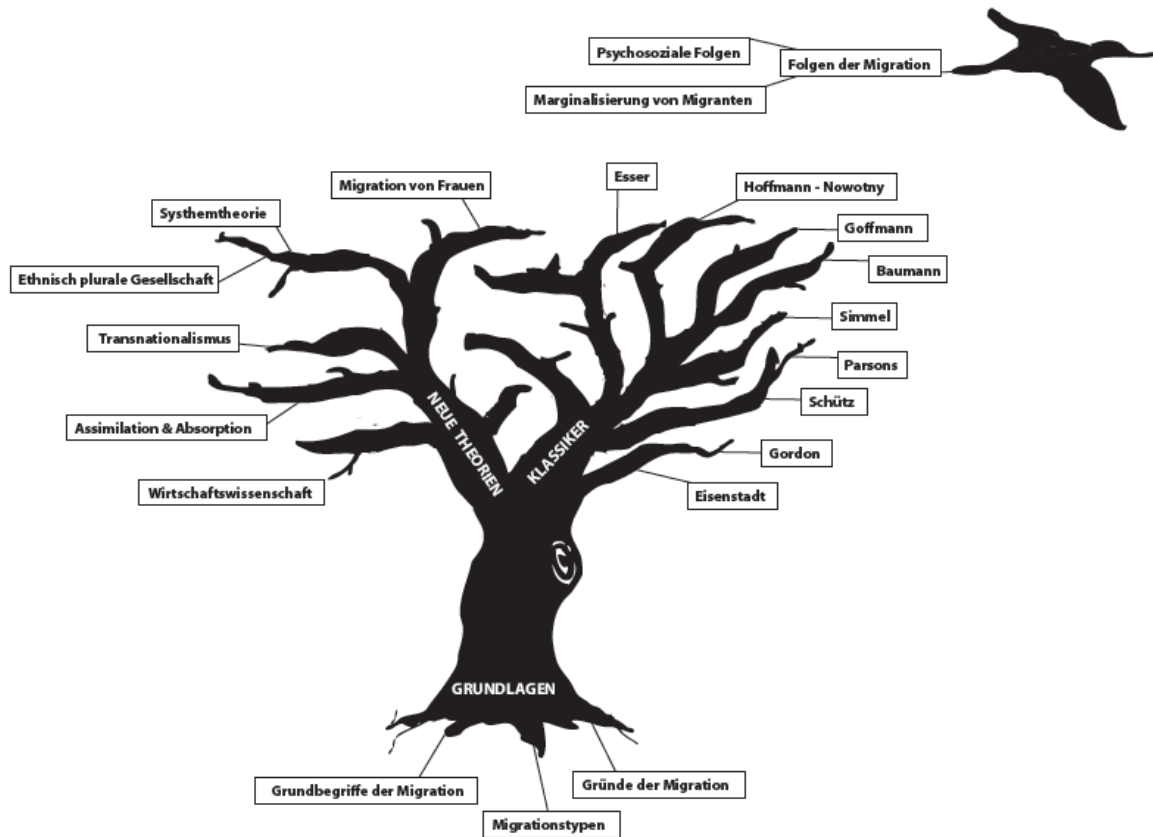 Psychosoziale Folgen
Folgen der Migration
Marginalisierung von Migranten
Esser
Migration von Frauen
Hoffmann - Nowotny
Systhemtheorie
Goffmann
Ethnisch plurale Gesellschaft
Baumann
Simmel
Transnationalismus
Parsons
Schütz
Assimilation & Absorption
NEUE THEORIEN
KLASSIKER
Gordon
Wirtschaftswissenschaft
Eisenstadt
GRUNDLAGEN
Grundbegriffe der Migration
Gründe der Migration
Migrationstypen